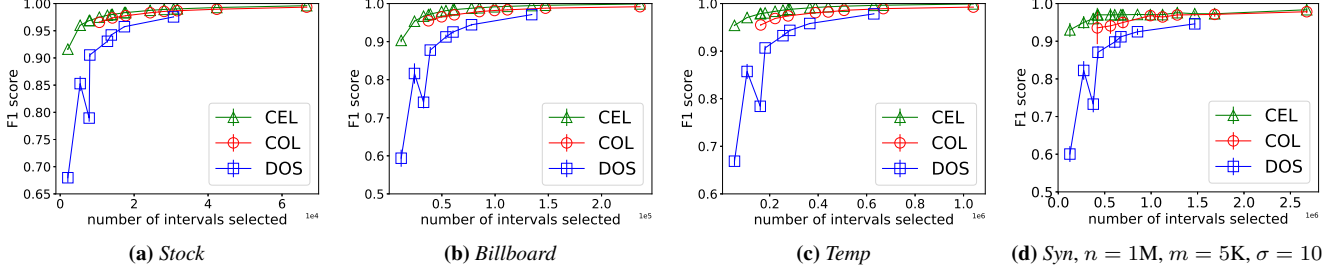 1.00
0.95
0.90
0.85
0.80
0.75
0.70
0.65
F1 score
0 2 4 6
1e4
number of intervals selected
CEL
COL
DOS
(a) Stock
1.0
0.9
0.8
0.7
0.6
0.5
F1 score
0.5 1.0 1.5 2.0
1e5
number of intervals selected
CEL
COL
DOS
(b) Billboard
1.0
0.9
0.8
0.7
0.6
F1 score
0.2 0.4 0.6 0.8 1.0
1e6
number of intervals selected
CEL
COL
DOS
(c) Temp
1.0
0.9
0.8
0.7
0.6
0.5
F1 score
0.0 0.5 1.0 1.5 2.0 2.5
1e6
number of intervals selected
CEL
COL
DOS
(d) Syn, n = 1M, m = 5K, σ = 10